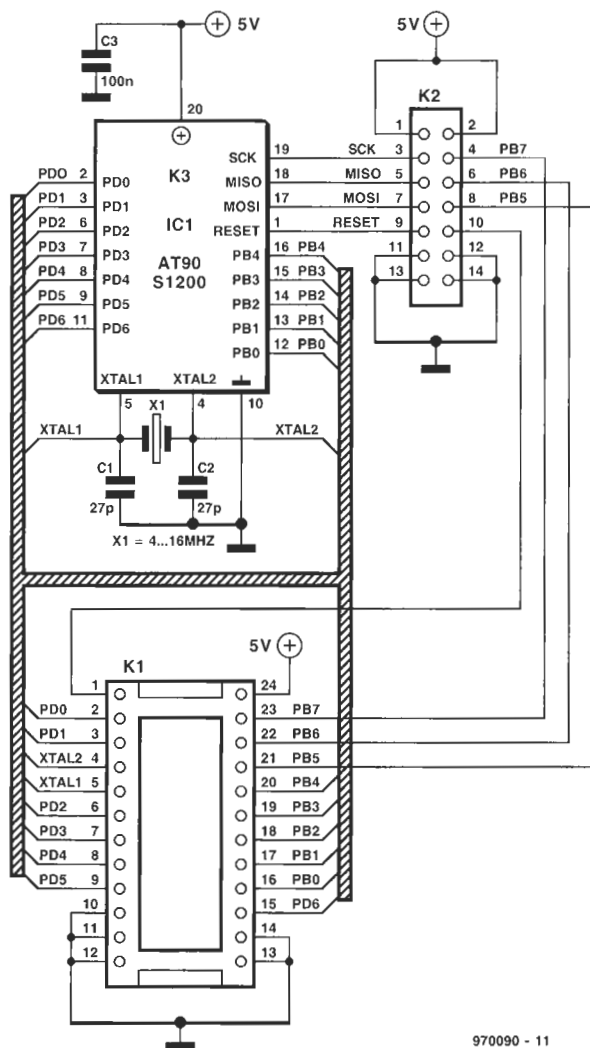 5V
5V
C3
100n
K2
20
K3
IC1
AT90
S1200
SCK 19 SCK
MISO 18 MISO
MOSI 17 MOSI
RESET 1 RESET
PB4 16 PB4
PB3 15 PB3
PB2 14 PB2
PB1 13 PB1
PB0 12 PB0
PD0 2 PD0
PD1 3 PD1
PD2 6 PD2
PD3 7 PD3
PD4 8 PD4
PD5 9 PD5
PD6 11 PD6
1 2
3 4 PB7
5 6 PB6
7 8 PB5
9 10
11 12
13 14
XTAL1 XTAL2
5 4 10
XTAL1 X1 XTAL2
C1 C2
27p 27p
X1 = 4...16MHZ
5V
K1
1 24
PD0 2 23 PB7
PD1 3 22 PB6
XTAL2 4 21 PB5
XTAL1 5 20 PB4
PD2 6 19 PB3
PD3 7 18 PB2
PD4 8 17 PB1
PD5 9 16 PB0
10 15 PD6
11 14
12 13
970090 - 11